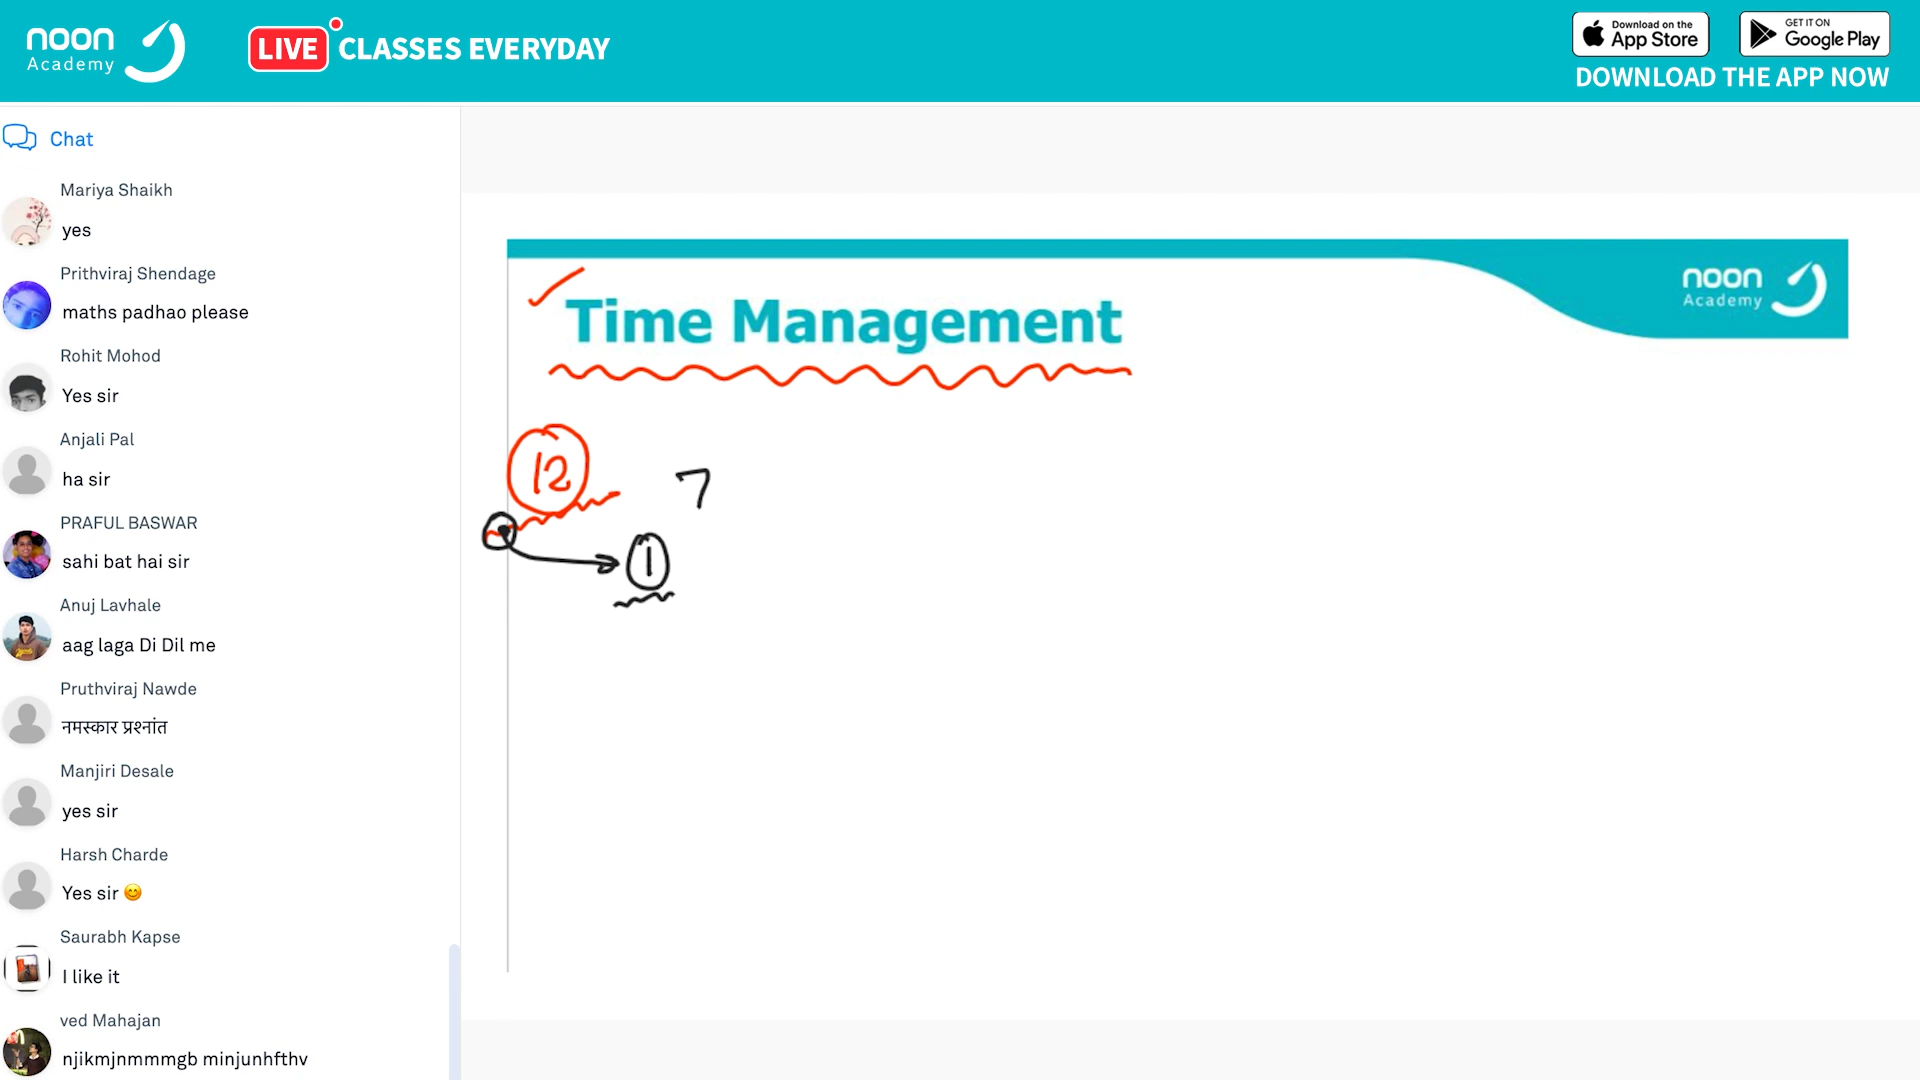 noon
Academy
LIVE CLASSES EVERYDAY
Download on the
App Store
GET IT ON
Google Play
DOWNLOAD THE APP NOW
Chat
Mariya Shaikh
yes
Prithviraj Shendage
maths padhao please
Rohit Mohod
Yes sir
Anjali Pal
ha sir
PRAFUL BASWAR
sahi bat hai sir
Anuj Lavhale
aag laga Di Dil me
Pruthviraj Nawde
नमस्कार प्रश्नांत
Manjiri Desale
yes sir
Harsh Charde
Yes sir 😊
Saurabh Kapse
I like it
ved Mahajan
njikmjnmmmgb minjunhfthv
noon
Academy
Time Management
12
7
1